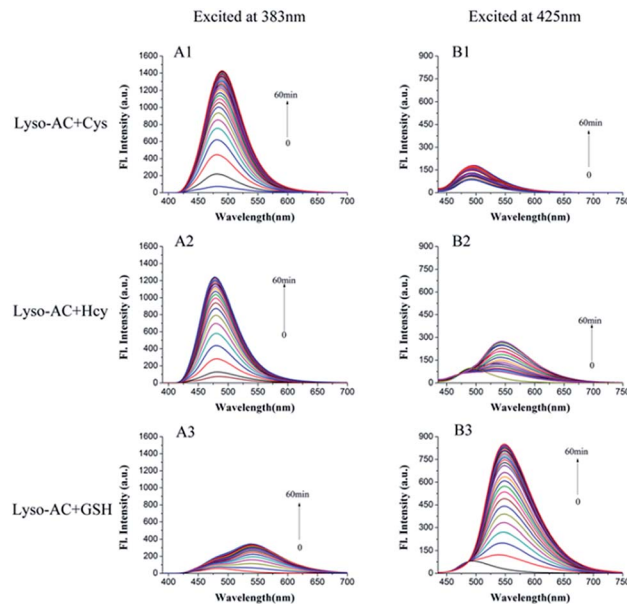 Excited at 383nm
Excited at 425nm
Lyso-AC+Cys
A1
Fl. Intensity (a.u.)
1600
1400
1200
1000
800
600
400
200
0
60min
0
400 450 500 550 600 650 700
Wavelength(nm)
B1
Fl. Intensity (a.u.)
900
750
600
450
300
150
0
60min
0
450 500 550 600 650 700 750
Wavelength(nm)
Lyso-AC+Hcy
A2
Fl. Intensity (a.u.)
1600
1400
1200
1000
800
600
400
200
0
60min
0
400 450 500 550 600 650 700
Wavelength(nm)
B2
Fl. Intensity (a.u.)
900
750
600
450
300
150
0
60min
0
450 500 550 600 650 700 750
Wavelength(nm)
Lyso-AC+GSH
A3
Fl. Intensity (a.u.)
1600
1400
1200
1000
800
600
400
200
0
60min
0
400 450 500 550 600 650 700
Wavelength(nm)
B3
Fl. Intensity (a.u.)
900
750
600
450
300
150
0
60min
0
450 500 550 600 650 700 750
Wavelength(nm)